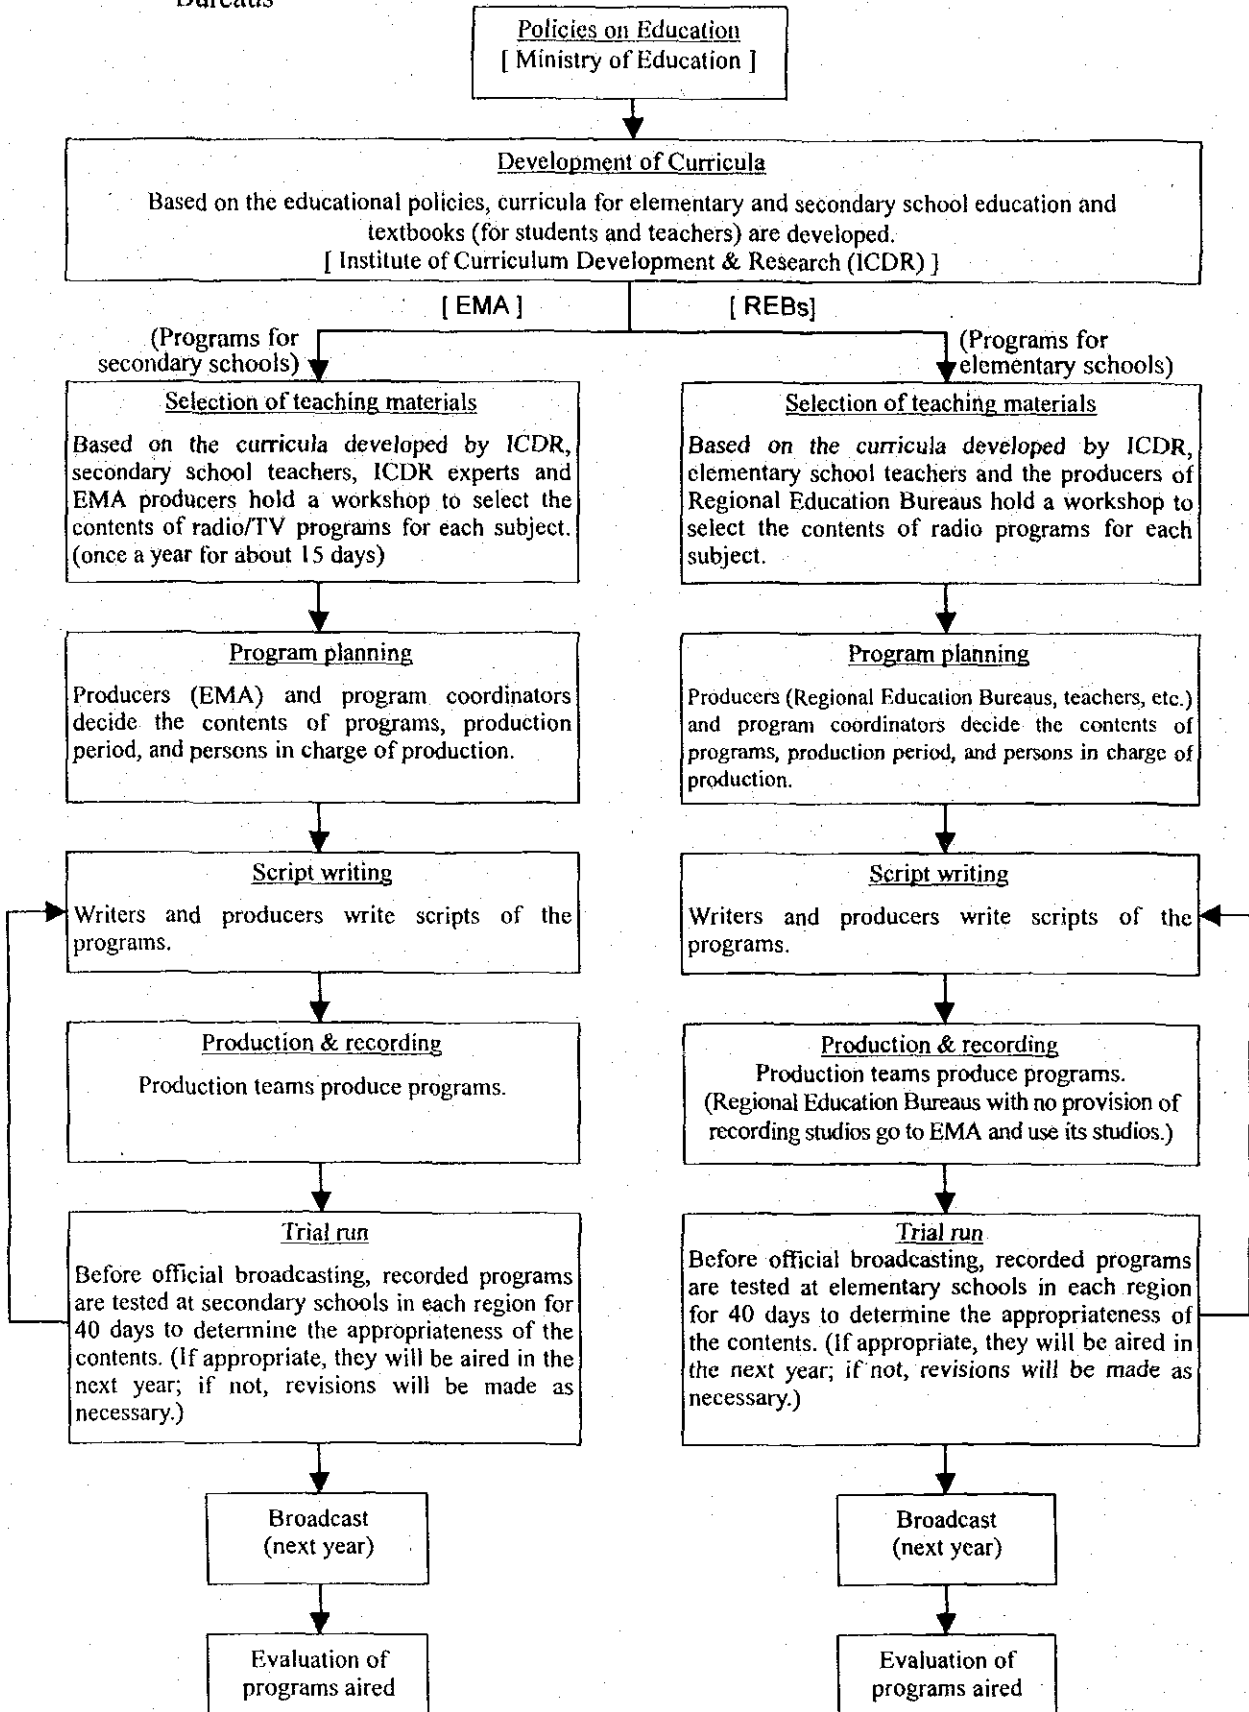 Bureaus
Policies on Education
[ Ministry of Education ]
Development of Curricula
Based on the educational policies, curricula for elementary and secondary school education and
textbooks (for students and teachers) are developed.
[ Institute of Curriculum Development & Research (ICDR) ]
[ EMA ]
[ REBs]
(Programs for
secondary schools)
(Programs for
elementary schools)
Selection of teaching materials
Based on the curricula developed by ICDR,
secondary school teachers, ICDR experts and
EMA producers hold a workshop to select the
contents of radio/TV programs for each subject.
(once a year for about 15 days)
Selection of teaching materials
Based on the curricula developed by ICDR,
elementary school teachers and the producers of
Regional Education Bureaus hold a workshop to
select the contents of radio programs for each
subject.
Program planning
Producers (EMA) and program coordinators
decide the contents of programs, production
period, and persons in charge of production.
Program planning
Producers (Regional Education Bureaus, teachers, etc.)
and program coordinators decide the contents of
programs, production period, and persons in charge of
production.
Script writing
Writers and producers write scripts of the
programs.
Script writing
Writers and producers write scripts of the
programs.
Production & recording
Production teams produce programs.
Production & recording
Production teams produce programs.
(Regional Education Bureaus with no provision of
recording studios go to EMA and use its studios.)
Trial run
Before official broadcasting, recorded programs
are tested at secondary schools in each region for
40 days to determine the appropriateness of the
contents. (If appropriate, they will be aired in the
next year; if not, revisions will be made as
necessary.)
Trial run
Before official broadcasting, recorded programs
are tested at elementary schools in each region
for 40 days to determine the appropriateness of
the contents. (If appropriate, they will be aired in
the next year; if not, revisions will be made as
necessary.)
Broadcast
(next year)
Broadcast
(next year)
Evaluation of
programs aired
Evaluation of
programs aired